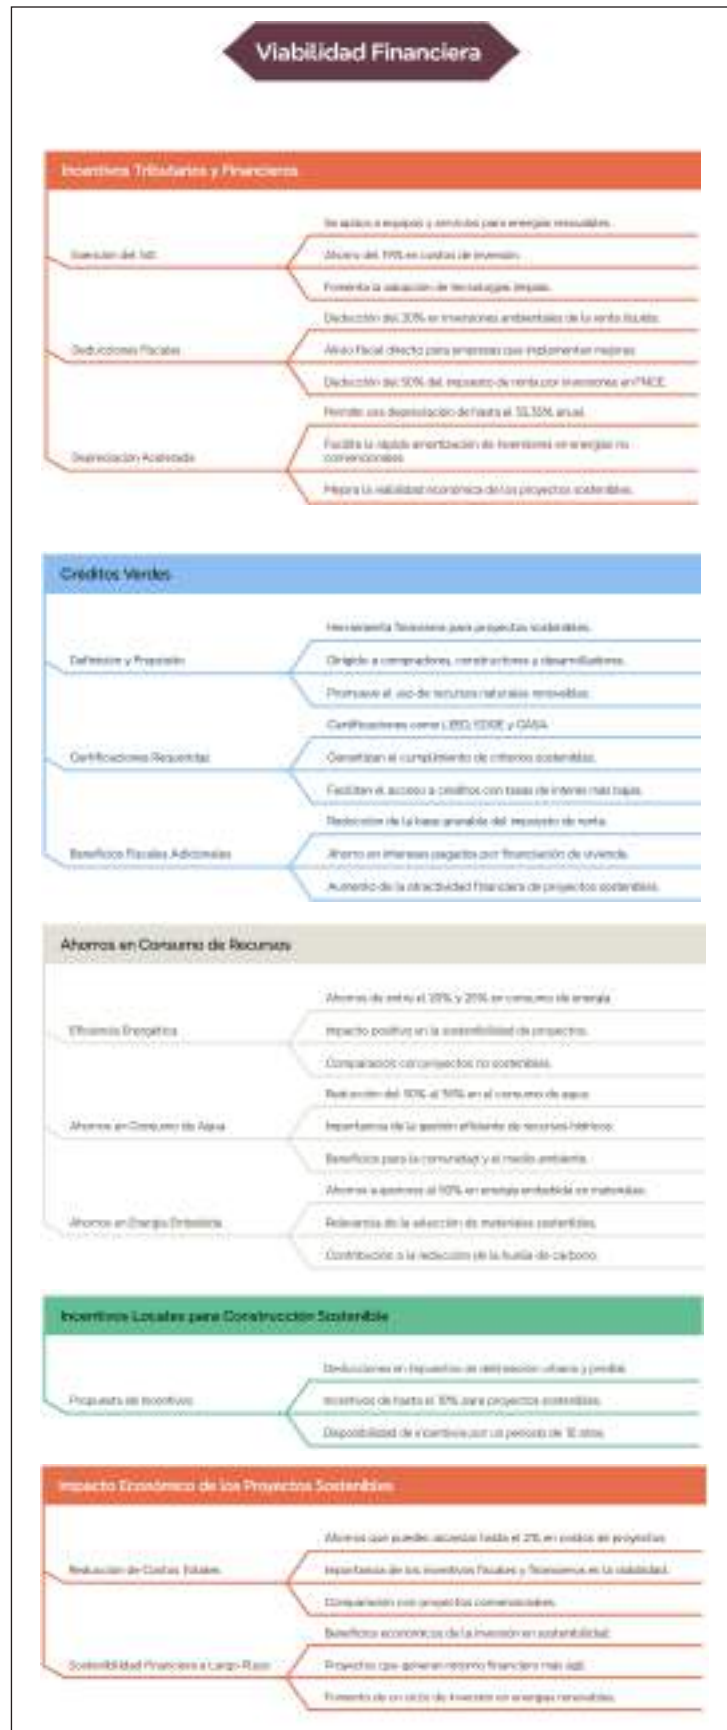 Viabilidad Financiera
Incentivos Tributarios y Financieros
Se aplica a equipos y servicios para energías renovables.
Exención del IVA
Ahorro del 19% en costos de inversión.
Fomenta la adopción de tecnologías limpias.
Deducción del 30% en inversiones ambientales de la renta líquida.
Deducciones Fiscales
Alivio fiscal directo para empresas que implementan mejoras.
Deducción del 50% del impuesto de renta por inversiones en FNCE.
Permite una depreciación de hasta el 33,33% anual.
Facilita la rápida amortización de inversiones en energías no
convencionales.
Depreciación Acelerada
Mejora la viabilidad económica de los proyectos sostenibles.
Créditos Verdes
Herramienta financiera para proyectos sostenibles.
Definición y Propósito
Dirigido a compradores, constructores y desarrolladores.
Promueve el uso de recursos naturales renovables.
Certificaciones como LEED, EDGE y CASA.
Certificaciones Requeridas
Garantizan el cumplimiento de criterios sostenibles.
Facilitan el acceso a créditos con tasas de interés más bajas.
Reducción de la base gravable del impuesto de renta.
Beneficios Fiscales Adicionales
Ahorro en intereses pagados por financiación de vivienda.
Aumento de la atractividad financiera de proyectos sostenibles.
Ahorros en Consumo de Recursos
Ahorros de entre el 20% y 25% en consumo de energía.
Eficiencia Energética
Impacto positivo en la sostenibilidad de proyectos.
Comparación con proyectos no sostenibles.
Reducción del al en el consumo de agua.
Ahorros en Consumo de Agua
Importancia de la gestión eficiente de recursos hídricos.
Beneficios para la comunidad y el medio ambiente.
Ahorros superiores al 50% en energía embebida en materiales.
Ahorros en Energía Embebida
Relevancia de la selección de materiales sostenibles.
Contribución a la reducción de la huella de carbono.
Incentivos Locales para Construcción Sostenible
Deducciones en impuestos de delineación urbana y predial.
Propuesta de Incentivos
Incentivos de hasta el 10% para proyectos sostenibles.
Disponibilidad de incentivos por un periodo de 10 años.
Impacto Económico de los Proyectos Sostenibles
Ahorros que pueden alcanzar hasta el 2% en costos de proyectos.
Reducción de Costos Totales
Importancia de los incentivos fiscales y financieros en la viabilidad.
Comparación con proyectos convencionales.
Beneficios económicos de la inversión en sostenibilidad.
Sostenibilidad Financiera a Largo Plazo
Proyectos que generan retorno financiero más ágil.
Fomento de un ciclo de inversión en energías renovables.